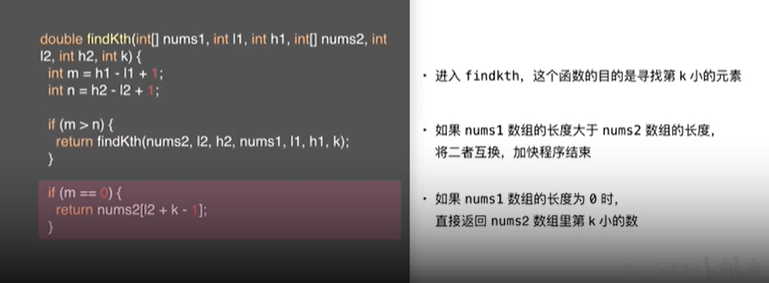 double findKth(int[] nums1, int l1, int h1, int[] nums2, int
l2, int h2, int k) {
int m = h1 - l1 + 1;
int n = h2 - l2 + 1;
if (m > n) {
return findKth(nums2, l2, h2, nums1, l1, h1, k);
}
if (m == 0) {
return nums2[l2 + k - 1];
}
· 进入 findkth，这个函数的目的是寻找第 k 小的元素
· 如果 nums1 数组的长度大于 nums2 数组的长度，
将二者互换，加快程序结束
· 如果 nums1 数组的长度为 0 时，
直接返回 nums2 数组里第 k 小的数